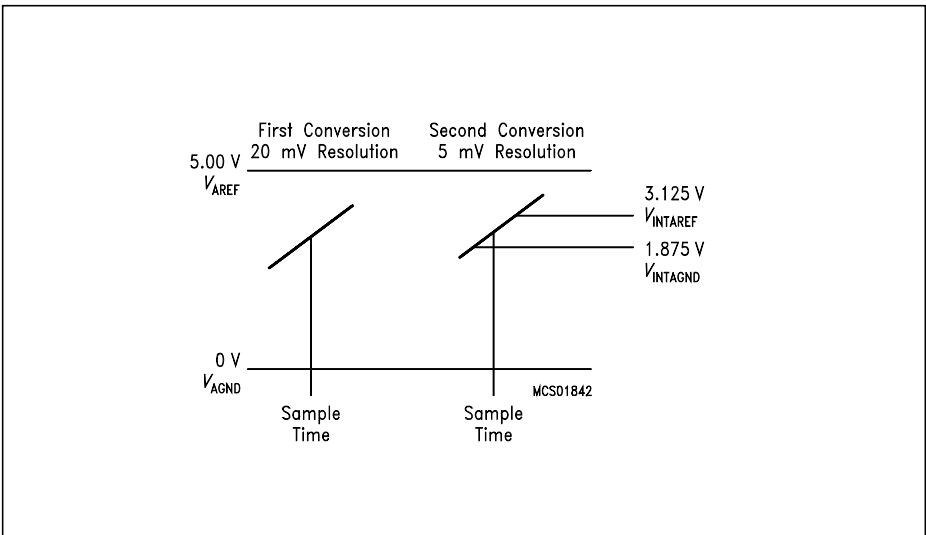 First Conversion
20 mV Resolution
Second Conversion
5 mV Resolution
5.00 V
VAREF
3.125 V
VINTAREF
1.875 V
VINTAGND
0 V
VAGND
MCS01842
Sample
Time
Sample
Time